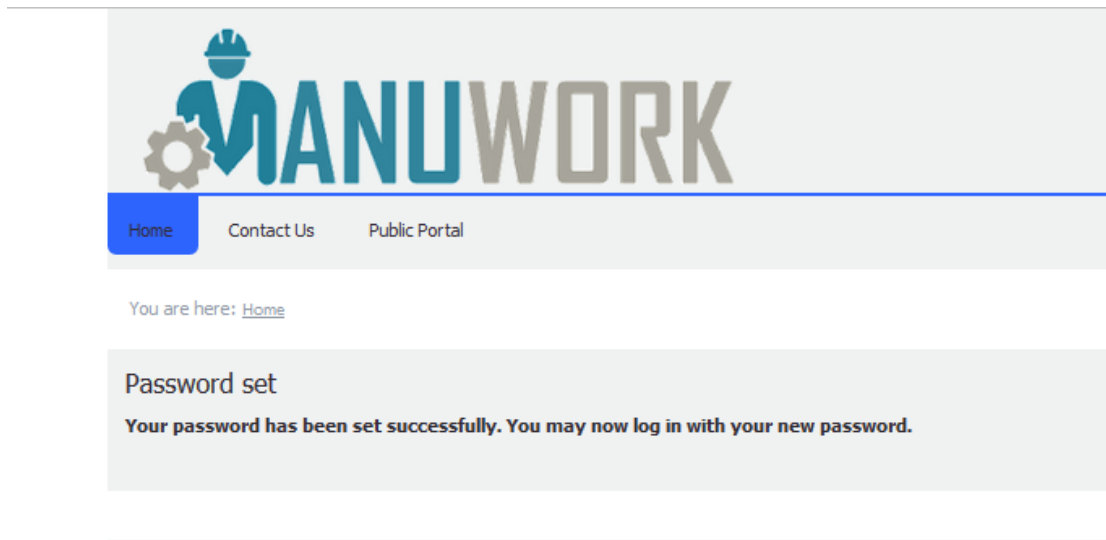 MANUWORK
Home Contact Us Public Portal
You are here: Home
Password set
Your password has been set successfully. You may now log in with your new password.